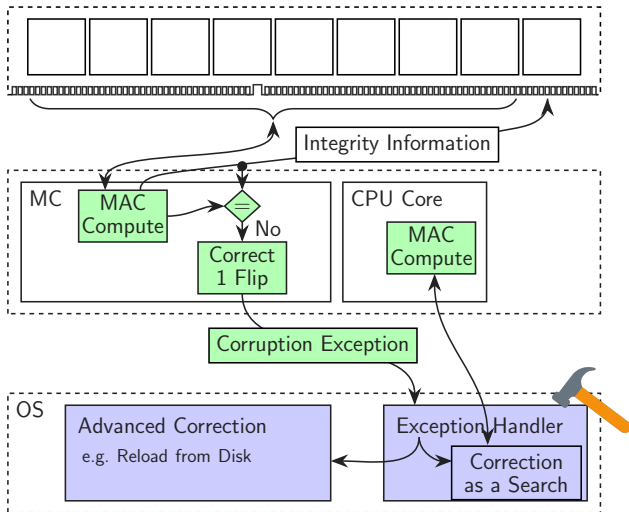 Integrity Information
MC
MAC
Compute
=
No
Correct
1 Flip
CPU Core
MAC
Compute
Corruption Exception
OS
Advanced Correction
e.g. Reload from Disk
Exception Handler
Correction
as a Search